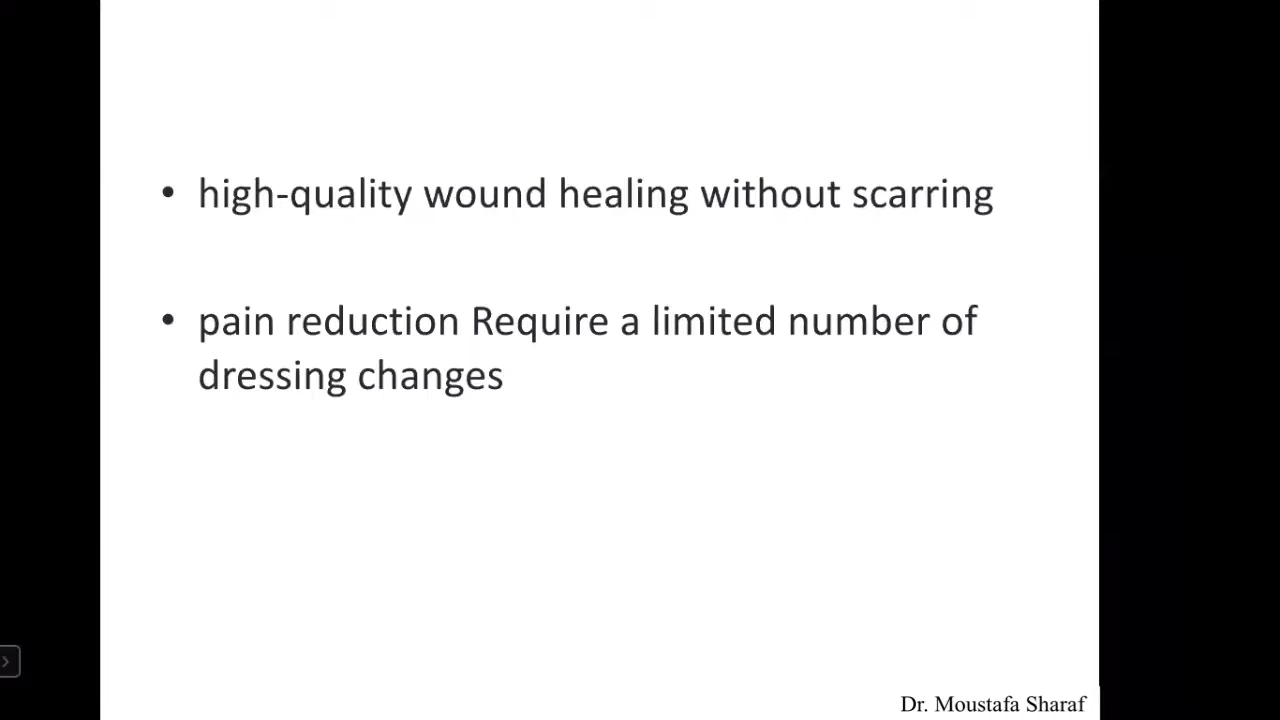 • high-quality wound healing without scarring
• pain reduction Require a limited number of
dressing changes
Dr. Moustafa Sharaf